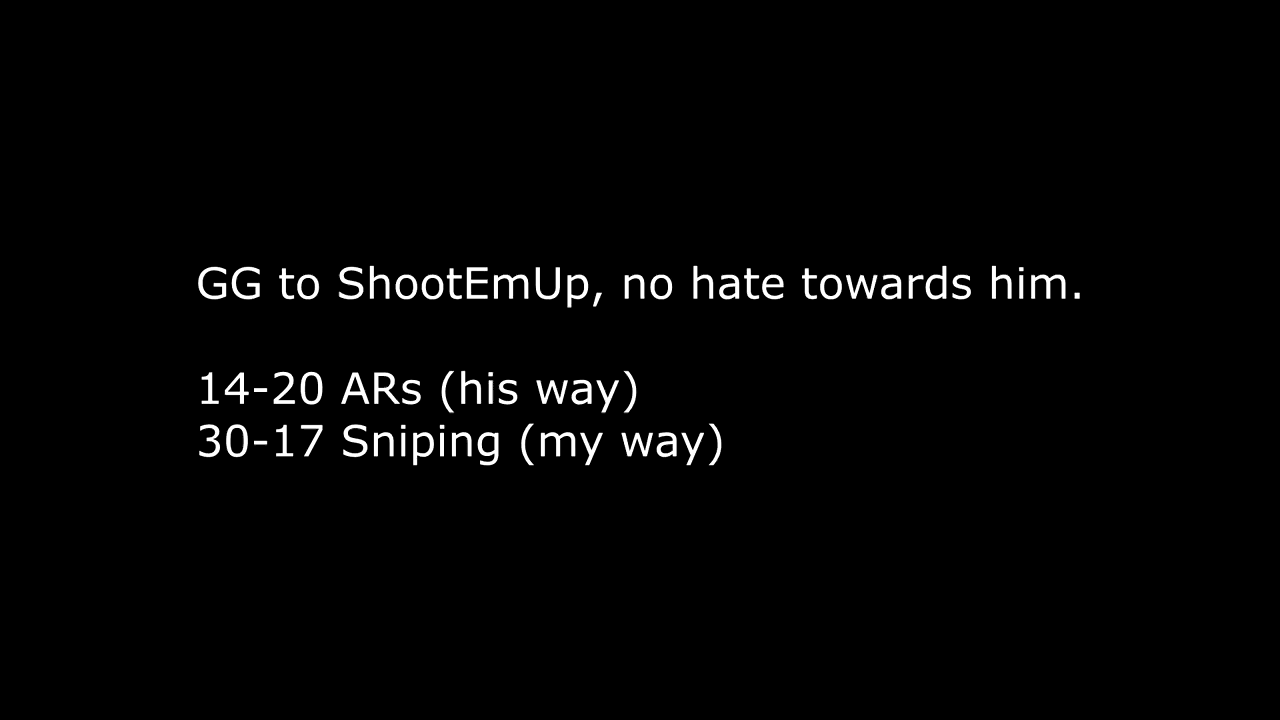 GG to ShootEmUp, no hate towards him.
14-20 ARs (his way)
30-17 Sniping (my way)